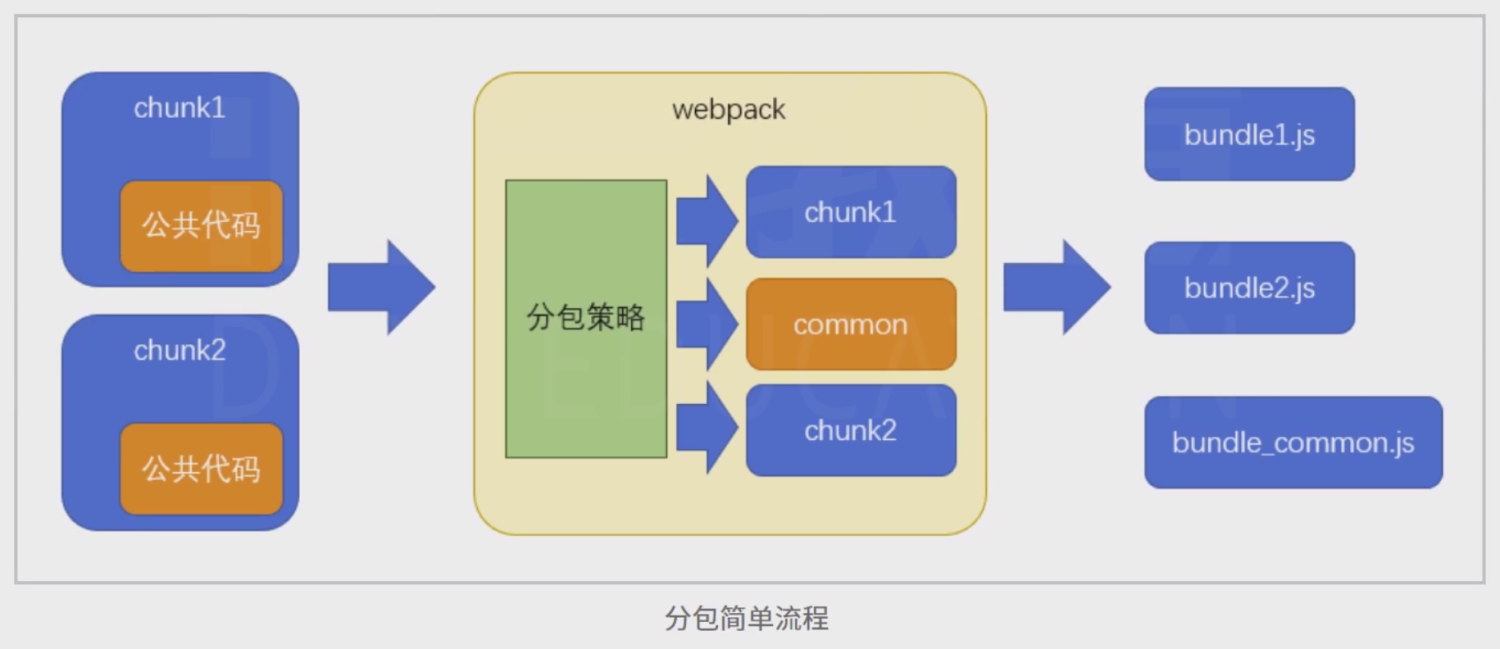 chunk1
公共代码
chunk2
公共代码
webpack
分包策略
chunk1
common
chunk2
bundle1.js
bundle2.js
bundle_common.js
分包简单流程